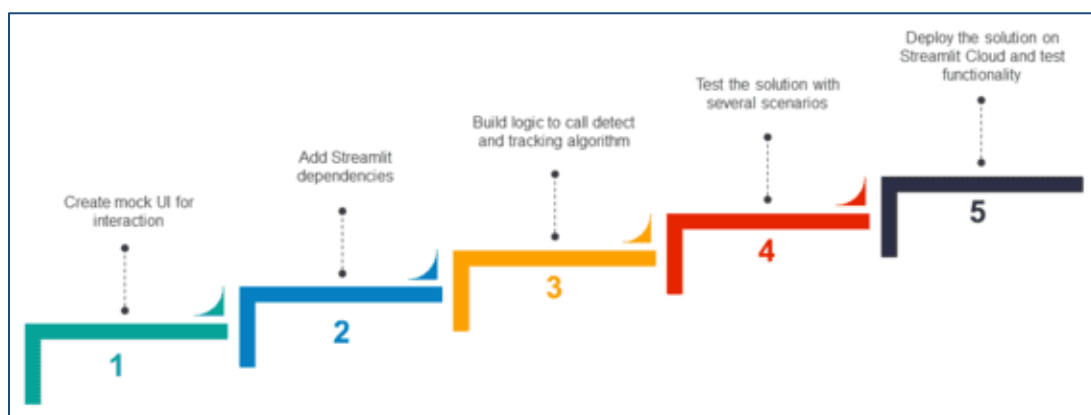 Create mock UI for
interaction
1
Add Streamlit
dependencies
2
Build logic to call detect
and tracking algorithm
3
Test the solution with
several scenarios
4
Deploy the solution on
Streamlit Cloud and test
functionality
5